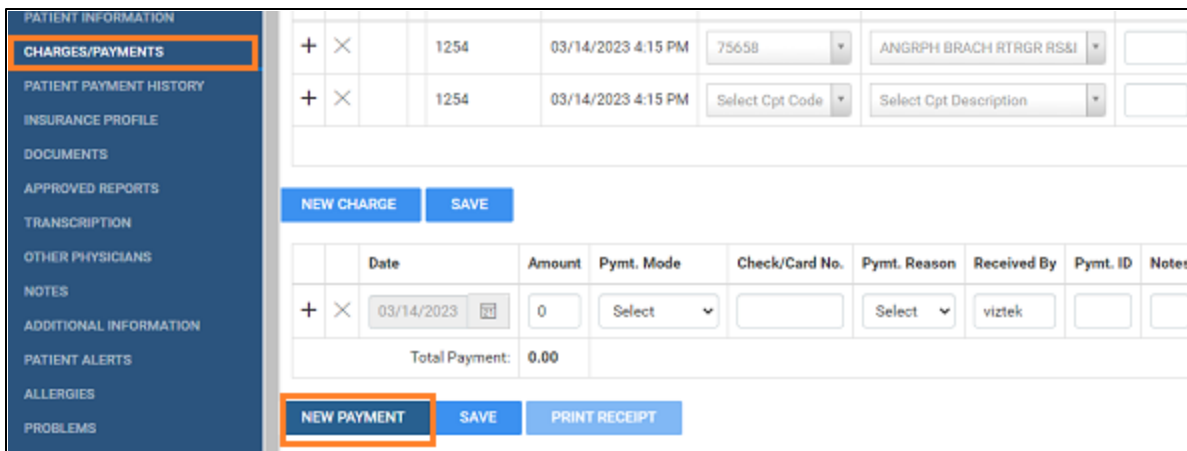 PATIENT INFORMATION
CHARGES/PAYMENTS
PATIENT PAYMENT HISTORY
INSURANCE PROFILE
DOCUMENTS
APPROVED REPORTS
TRANSCRIPTION
OTHER PHYSICIANS
NOTES
ADDITIONAL INFORMATION
PATIENT ALERTS
ALLERGIES
PROBLEMS
1254 03/14/2023 4:15 PM 75658 ANGRPH BRACH RTRGR RS&I
1254 03/14/2023 4:15 PM Select Cpt Code Select Cpt Description
NEW CHARGE SAVE
Date Amount Pymt. Mode Check/Card No. Pymt. Reason Received By Pymt. ID Notes
03/14/2023 0 Select Select viztek
Total Payment: 0.00
NEW PAYMENT SAVE PRINT RECEIPT